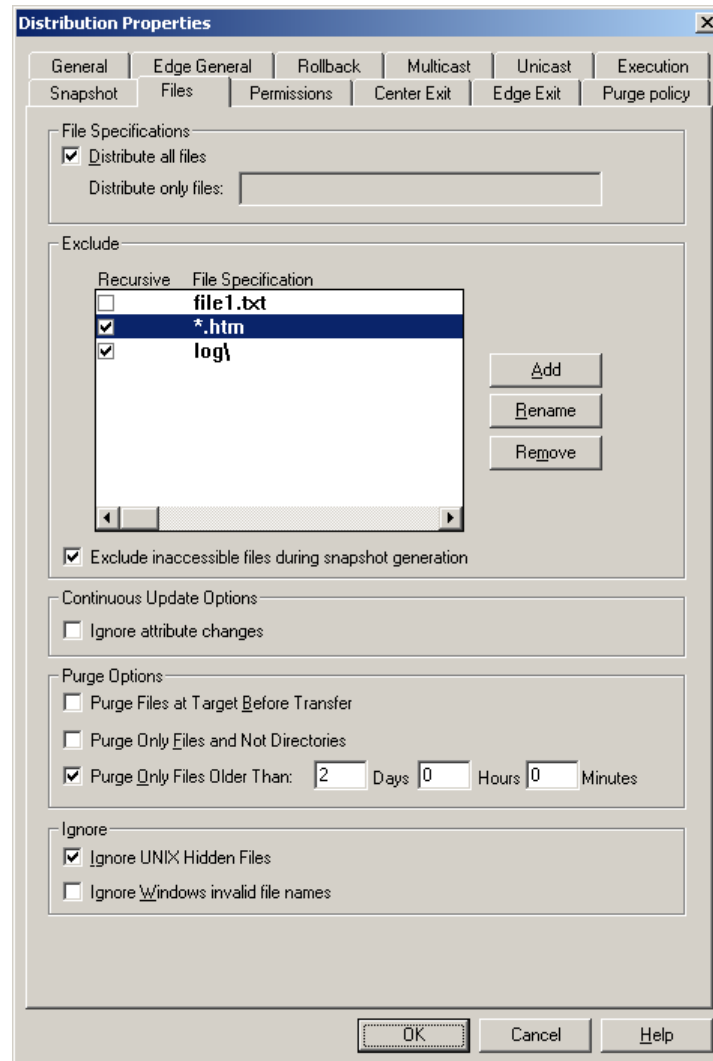 Distribution Properties
General Edge General Rollback Multicast Unicast Execution
Snapshot Files Permissions Center Exit Edge Exit Purge policy
File Specifications
Distribute all files
Distribute only files:
Exclude
Recursive File Specification
file1.txt
*.htm
log\
Add
Rename
Remove
Exclude inaccessible files during snapshot generation
Continuous Update Options
Ignore attribute changes
Purge Options
Purge Files at Target Before Transfer
Purge Only Files and Not Directories
Purge Only Files Older Than: 2 Days 0 Hours 0 Minutes
Ignore
Ignore UNIX Hidden Files
Ignore Windows invalid file names
OK Cancel Help